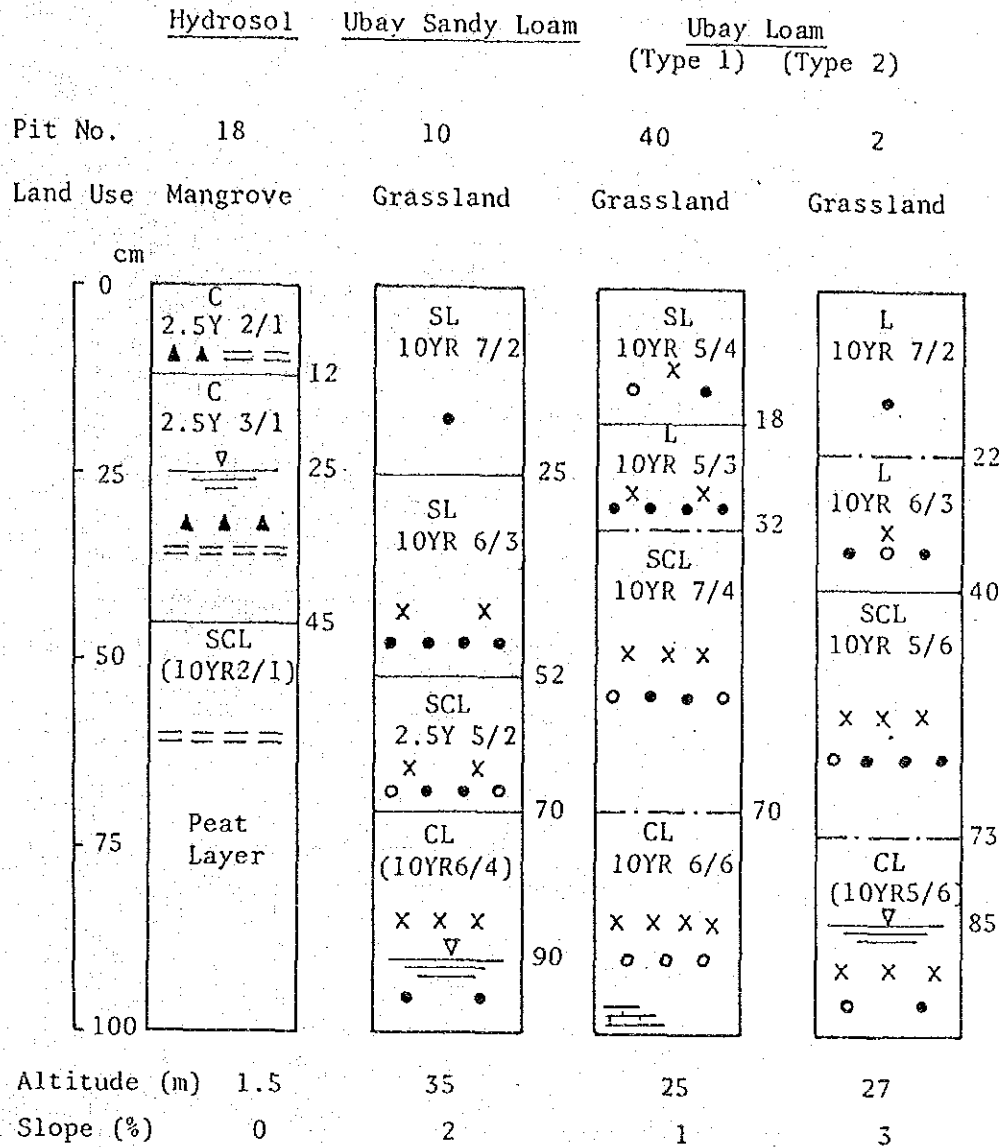 Hydrosol Ubay Sandy Loam Ubay Loam
(Type 1) (Type 2)
Pit No. 18 10 40 2
Land Use Mangrove Grassland Grassland Grassland
cm
0
25
50
75
100
C
2.5Y 2/1
12
C
2.5Y 3/1
25
45
SCL
(10YR2/1)
Peat
Layer
SL
10YR 7/2
25
SL
10YR 6/3
52
SCL
2.5Y 5/2
70
CL
(10YR6/4)
90
SL
10YR 5/4
18
L
10YR 5/3
32
SCL
10YR 7/4
70
CL
10YR 6/6
L
10YR 7/2
22
L
10YR 6/3
40
SCL
10YR 5/6
73
CL
(10YR5/6)
85
Altitude (m) 1.5 35 25 27
Slope (%) 0 2 1 3